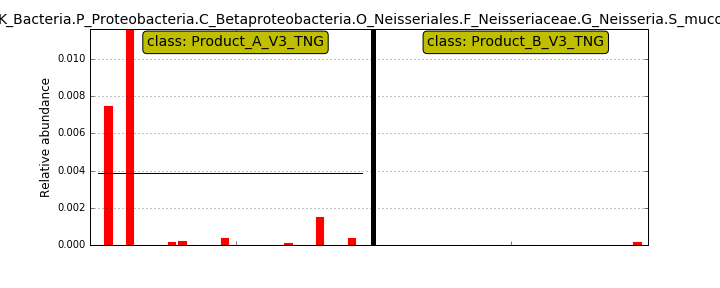 K_Bacteria.P_Proteobacteria.C_Betaproteobacteria.O_Neisseriales.F_Neisseriaceae.G_Neisseria.S_muco
class: Product_A_V3_TNG
class: Product_B_V3_TNG
Relative abundance
0.010
0.008
0.006
0.004
0.002
0.000